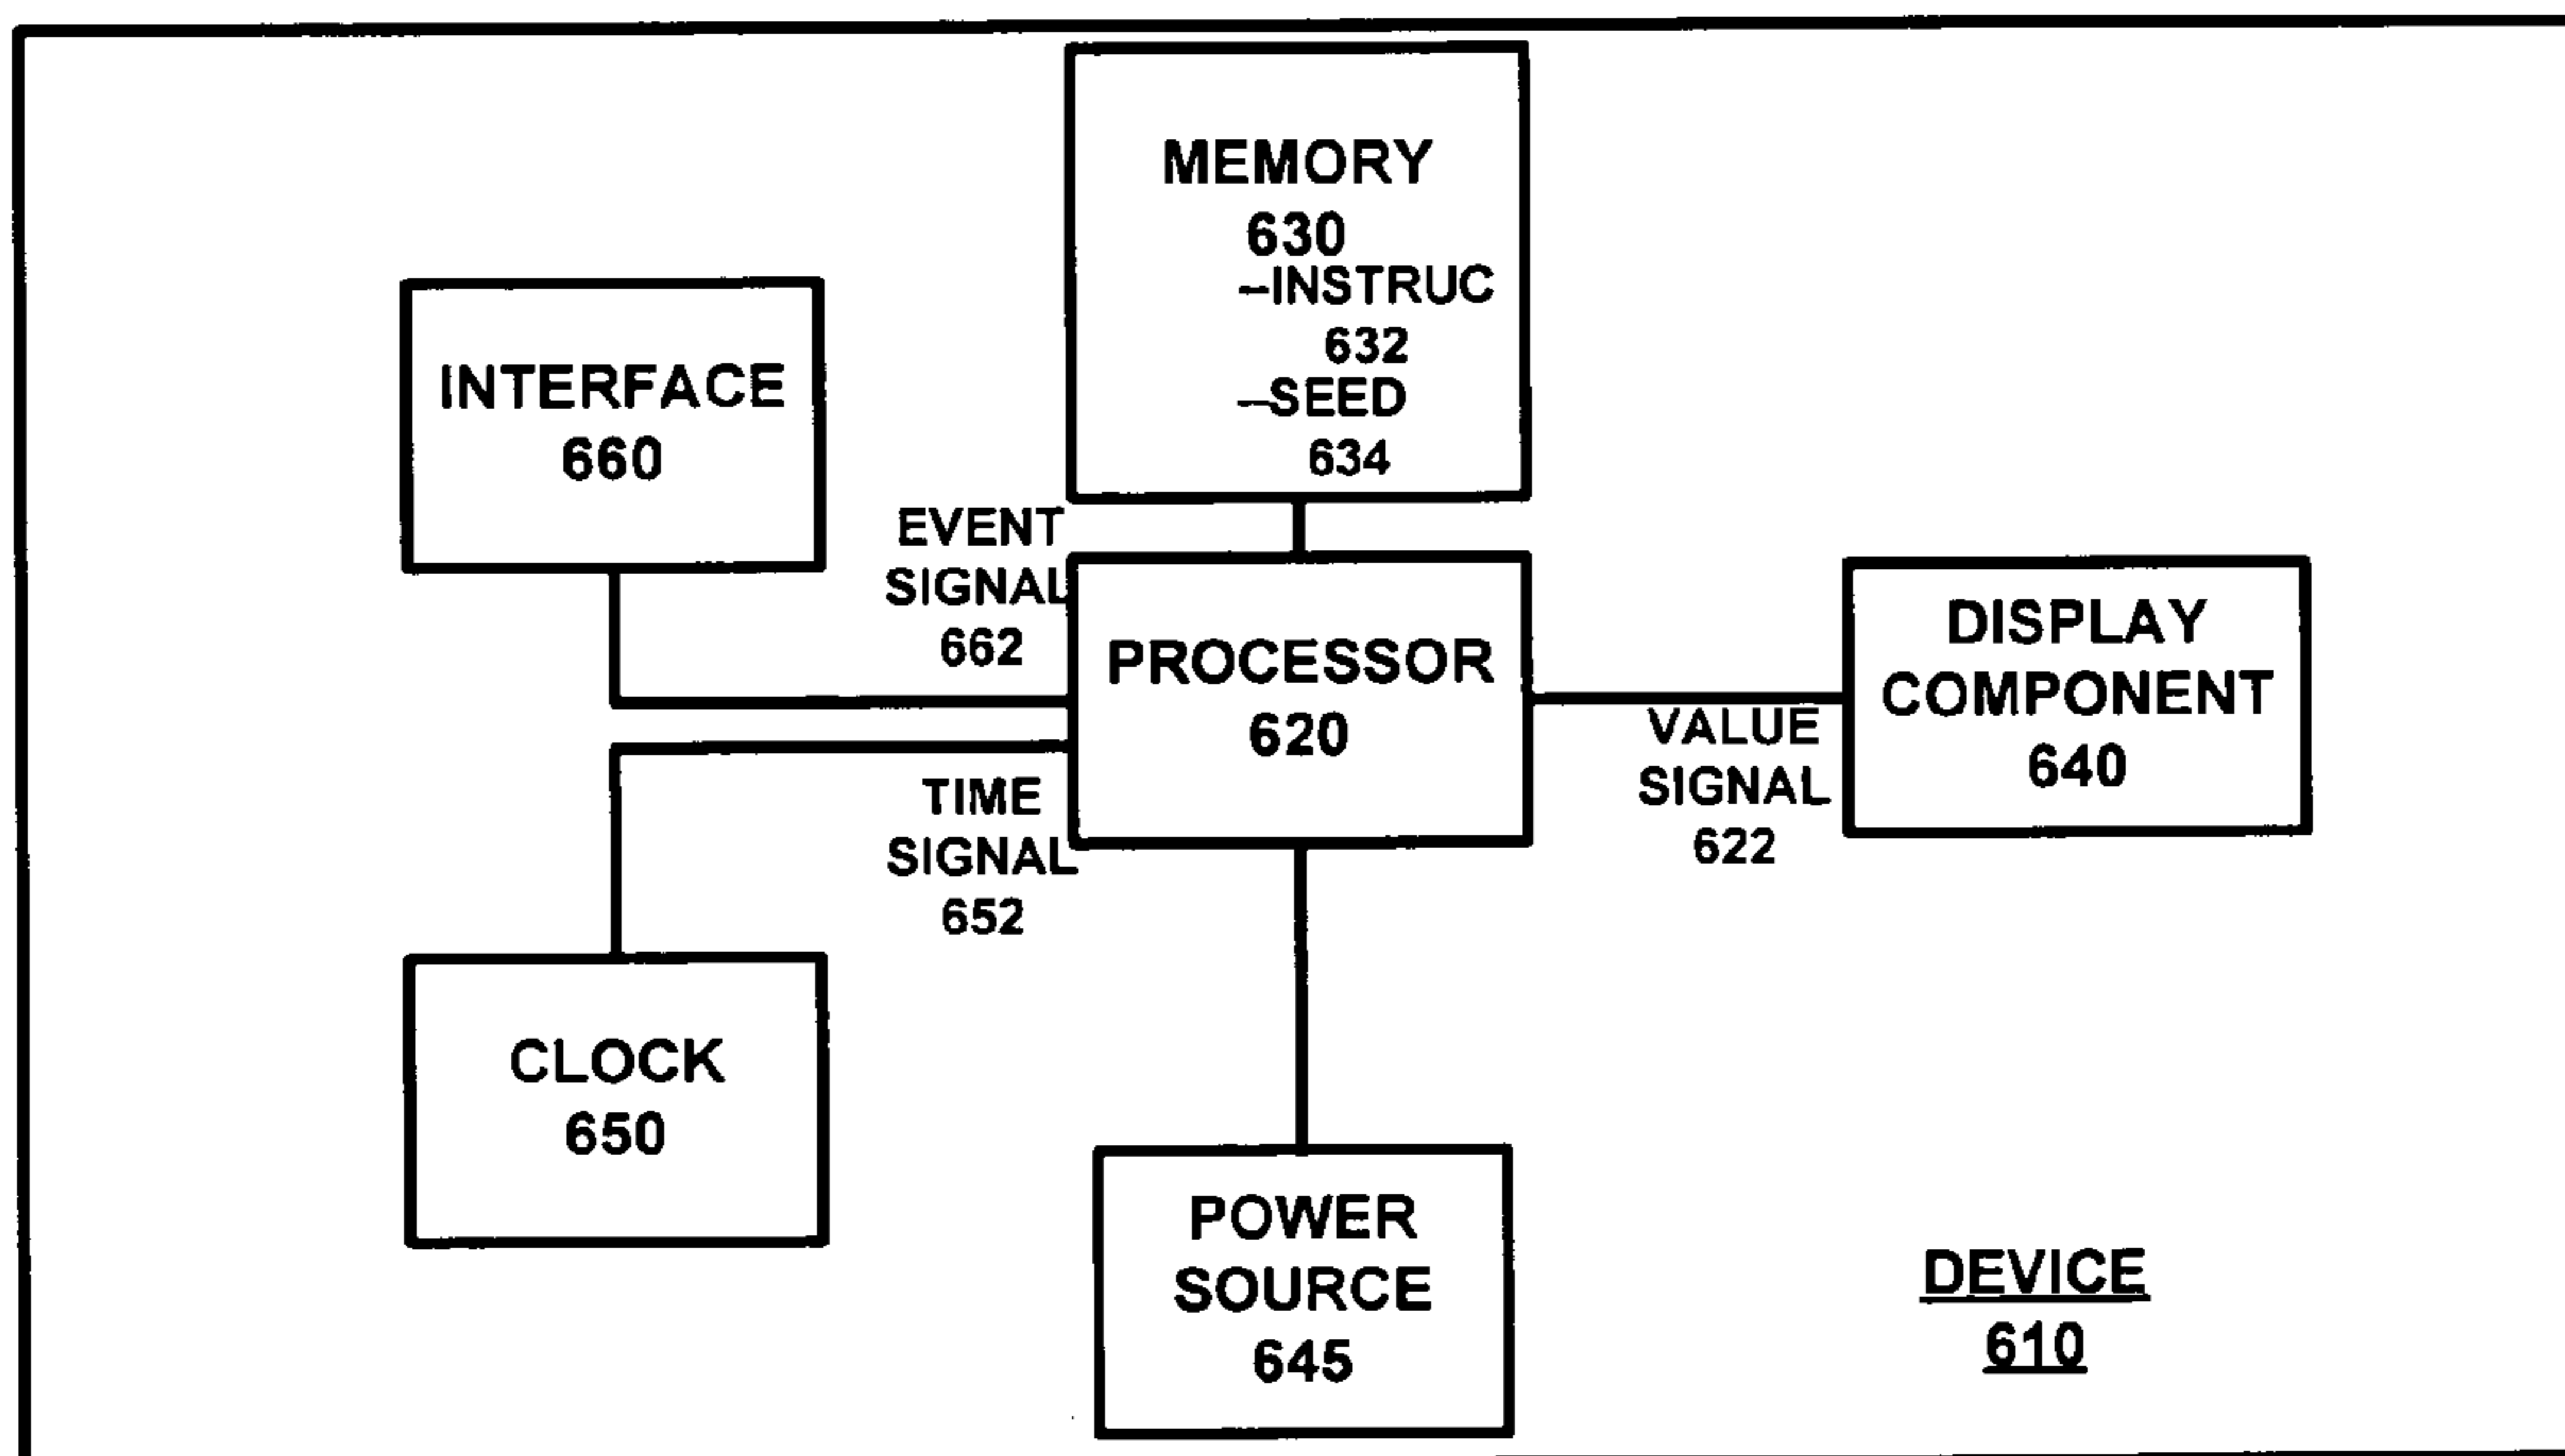 MEMORY
630
–INSTRUC
632
–SEED
634
INTERFACE
660
EVENT
SIGNAL
662
PROCESSOR
620
DISPLAY
COMPONENT
640
VALUE
SIGNAL
622
TIME
SIGNAL
652
CLOCK
650
POWER
SOURCE
645
DEVICE
610